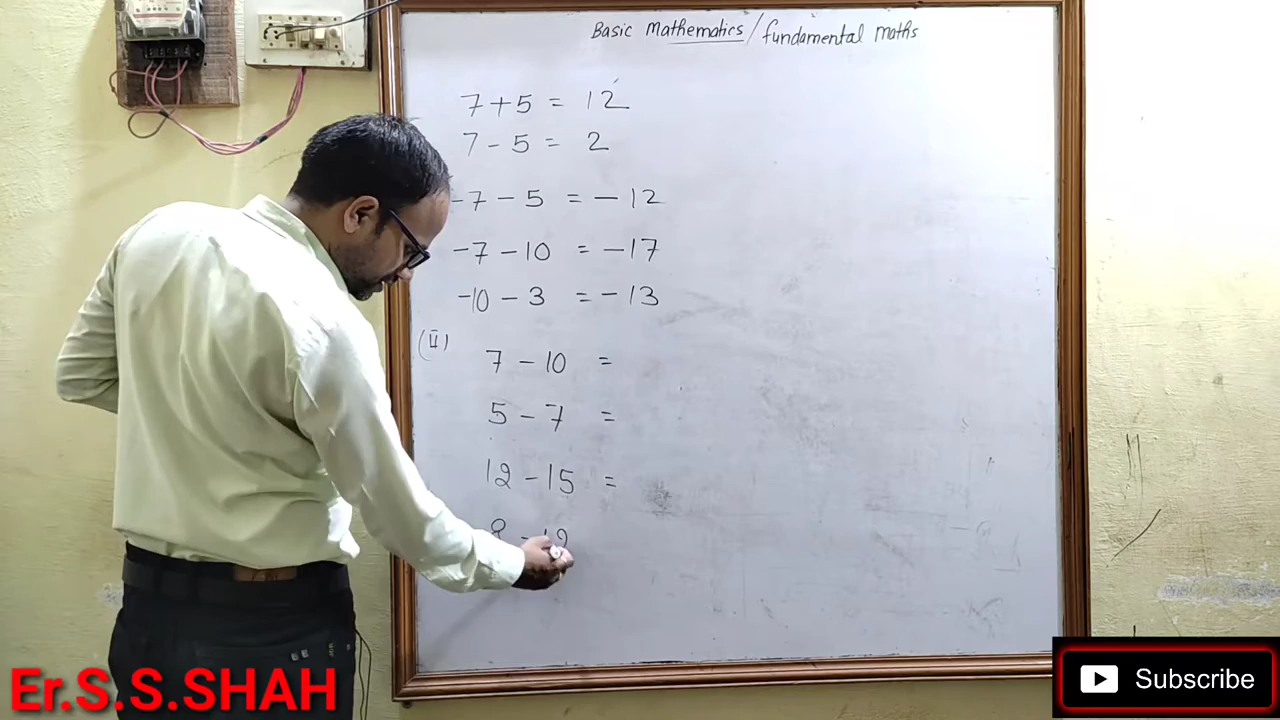 Basic Mathematics/fundamental maths
7+5 = 12
7-5 = 2
-7-5 = -12
-7-10 = -17
-10-3 = -13
(II)
7-10 =
5-7 =
12-15 =
8 -
Er.S.S.SHAH
Subscribe